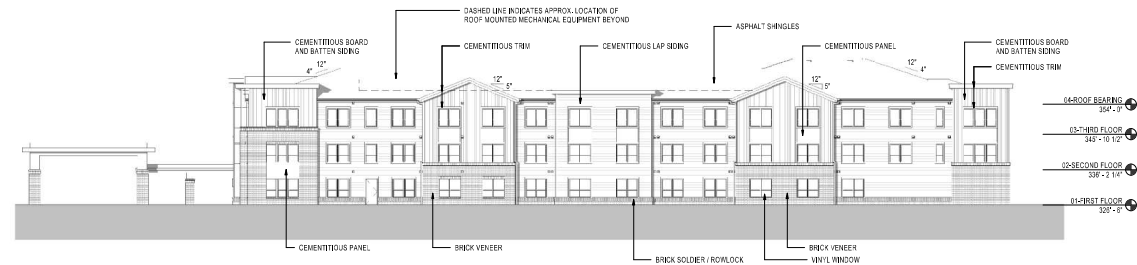 DASHED LINE INDICATES APPROX. LOCATION OF
ROOF MOUNTED MECHANICAL EQUIPMENT BEYOND
ASPHALT SHINGLES
CEMENTITIOUS BOARD
AND BATTEN SIDING
CEMENTITIOUS TRIM
CEMENTITIOUS LAP SIDING
CEMENTITIOUS PANEL
CEMENTITIOUS BOARD
AND BATTEN SIDING
CEMENTITIOUS TRIM
12"
4"
12"
5"
12"
5"
12"
4"
04-ROOF BEARING
354' - 0"
03-THIRD FLOOR
345' - 10 1/2"
02-SECOND FLOOR
336' - 2 1/4"
01-FIRST FLOOR
326' - 6"
CEMENTITIOUS PANEL
BRICK VENEER
BRICK SOLDIER / ROWLOCK
VINYL WINDOW
BRICK VENEER